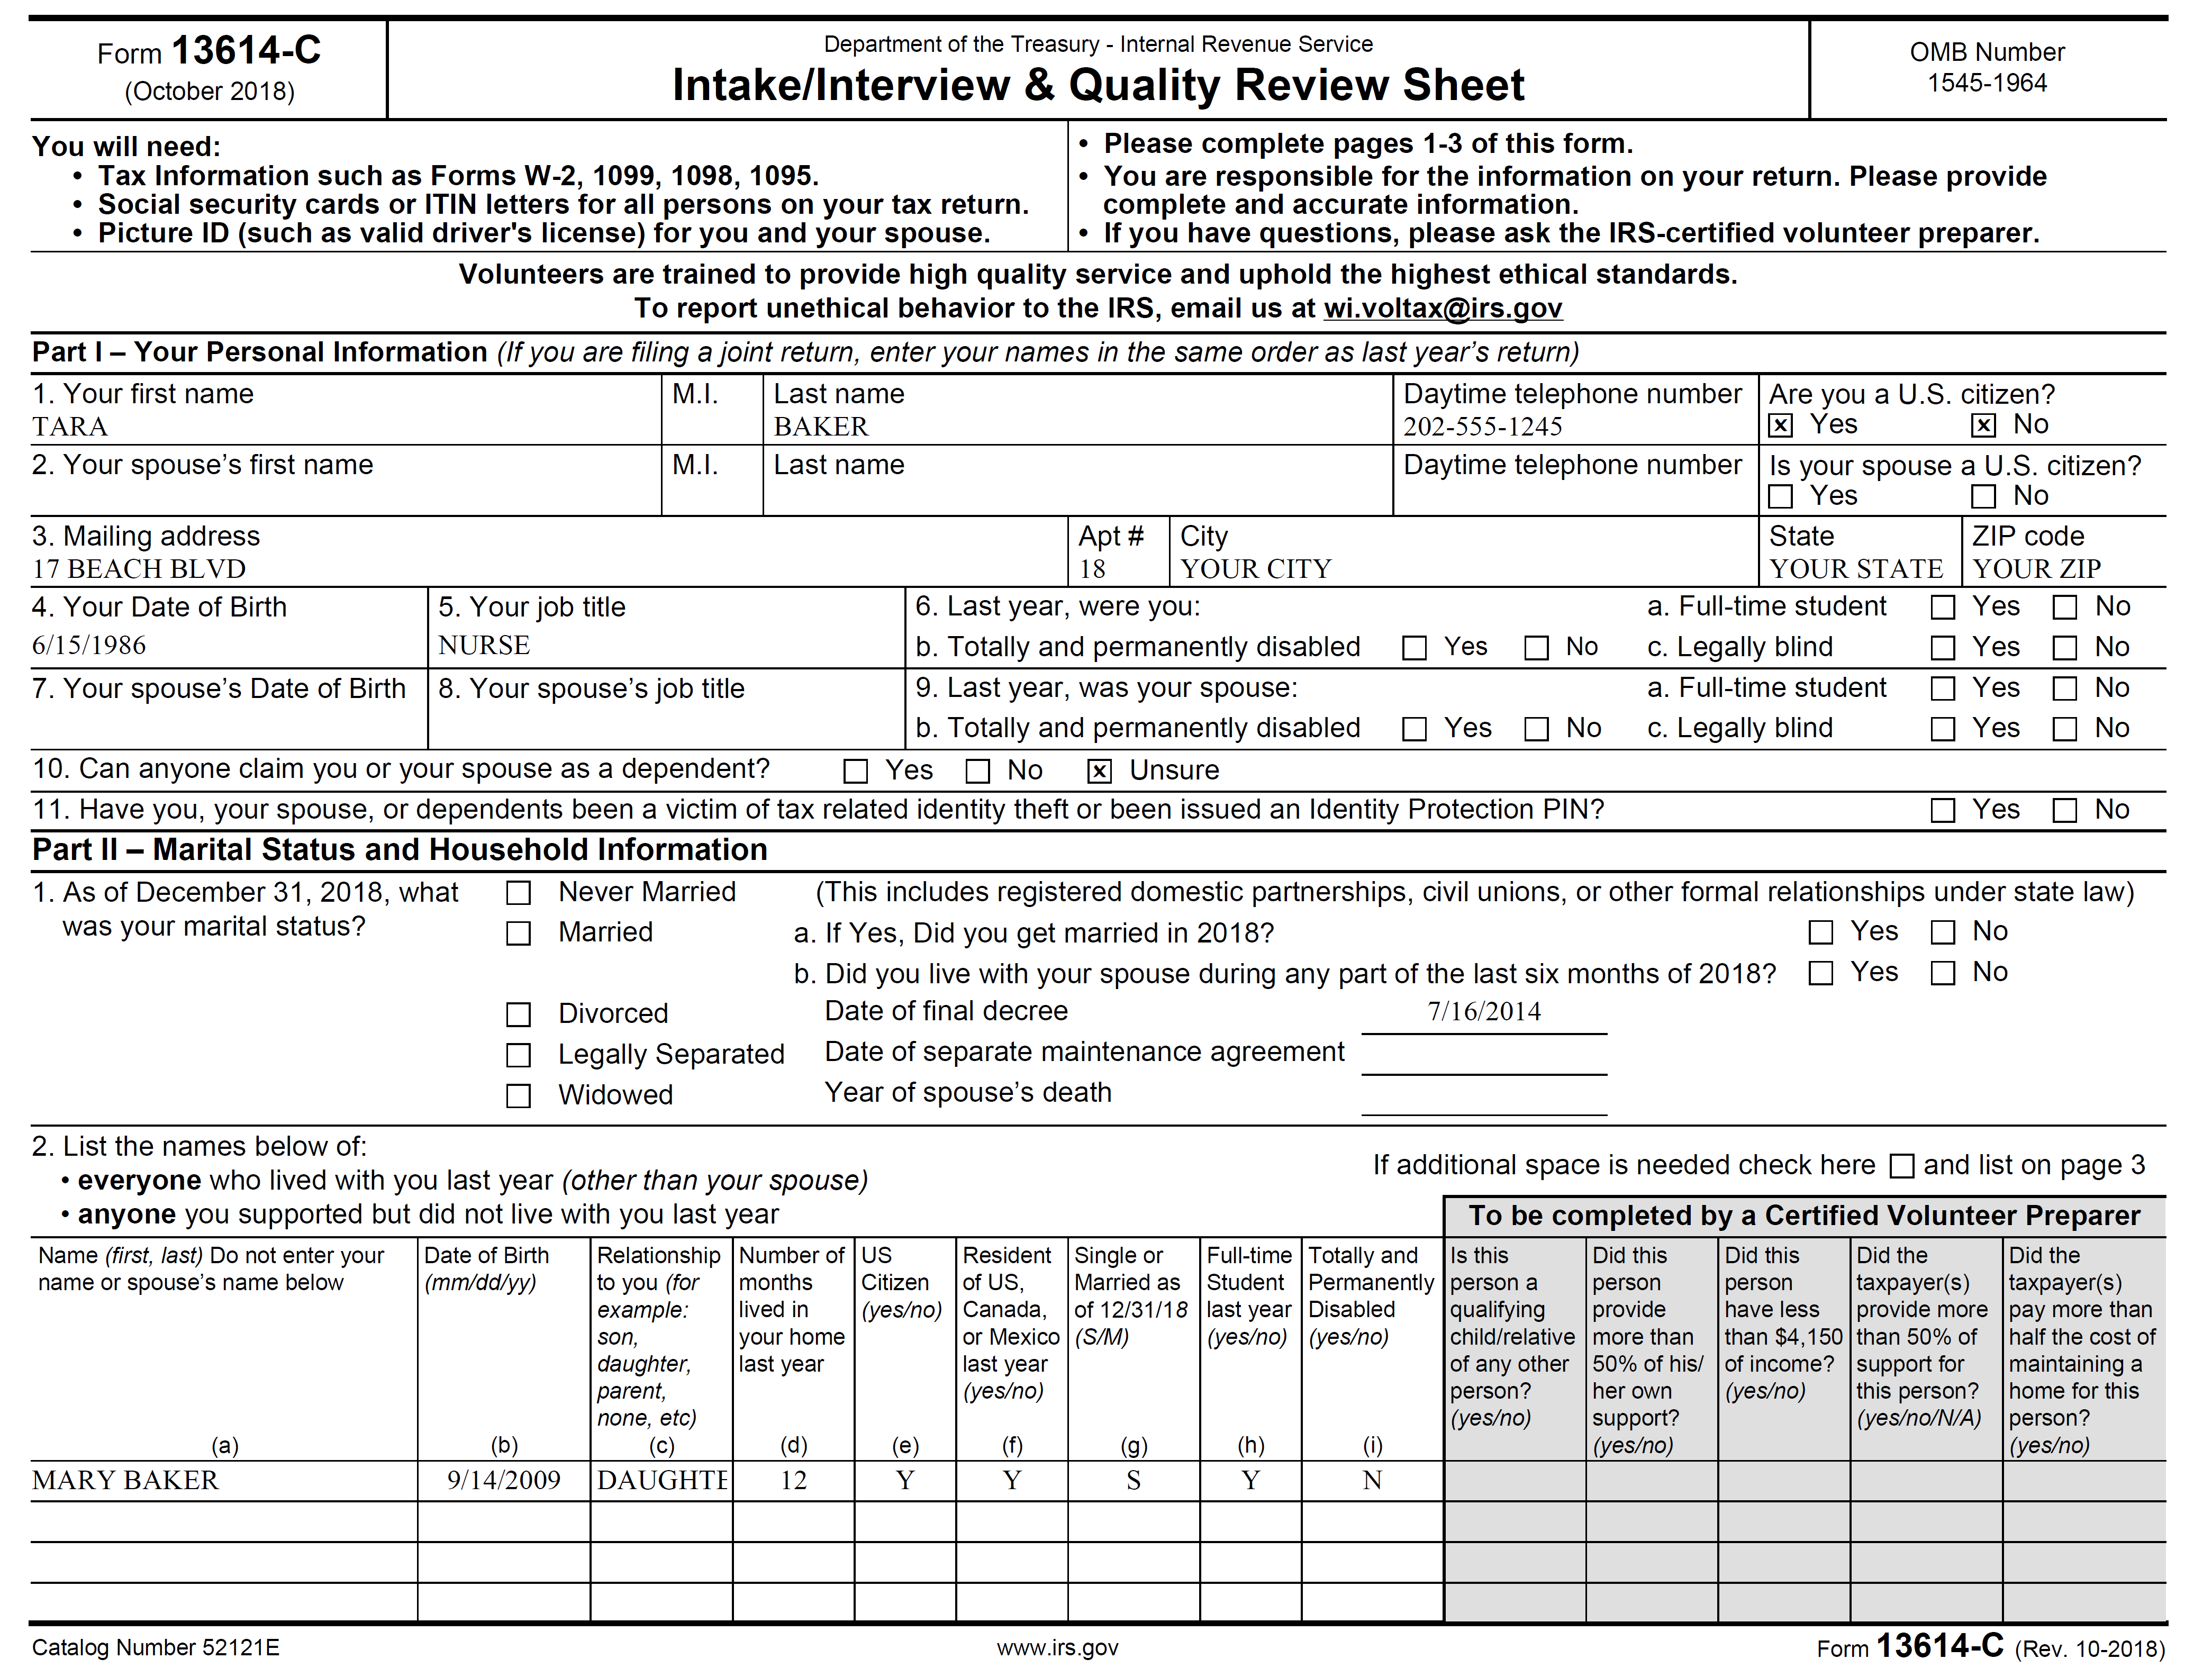 Form 13614-C
(October 2018)
Department of the Treasury - Internal Revenue Service
Intake/Interview & Quality Review Sheet
OMB Number
1545-1964
You will need:
• Tax Information such as Forms W-2, 1099, 1098, 1095.
• Social security cards or ITIN letters for all persons on your tax return.
• Picture ID (such as valid driver's license) for you and your spouse.
• Please complete pages 1-3 of this form.
• You are responsible for the information on your return. Please provide
complete and accurate information.
• If you have questions, please ask the IRS-certified volunteer preparer.
Volunteers are trained to provide high quality service and uphold the highest ethical standards.
To report unethical behavior to the IRS, email us at wi.voltax@irs.gov
Part I – Your Personal Information (If you are filing a joint return, enter your names in the same order as last year’s return)
1. Your first name
TARA
M.I.
Last name
BAKER
Daytime telephone number
202-555-1245
Are you a U.S. citizen?
x Yes x No
2. Your spouse’s first name
M.I.
Last name
Daytime telephone number
Is your spouse a U.S. citizen?
Yes No
3. Mailing address
17 BEACH BLVD
Apt #
18
City
YOUR CITY
State
YOUR STATE
ZIP code
YOUR ZIP
4. Your Date of Birth
6/15/1986
5. Your job title
NURSE
6. Last year, were you: a. Full-time student Yes No
b. Totally and permanently disabled Yes No c. Legally blind Yes No
7. Your spouse’s Date of Birth
8. Your spouse’s job title
9. Last year, was your spouse: a. Full-time student Yes No
b. Totally and permanently disabled Yes No c. Legally blind Yes No
10. Can anyone claim you or your spouse as a dependent? Yes No x Unsure
11. Have you, your spouse, or dependents been a victim of tax related identity theft or been issued an Identity Protection PIN? Yes No
Part II – Marital Status and Household Information
1. As of December 31, 2018, what
was your marital status?
Never Married (This includes registered domestic partnerships, civil unions, or other formal relationships under state law)
Married a. If Yes, Did you get married in 2018? Yes No
b. Did you live with your spouse during any part of the last six months of 2018? Yes No
Divorced Date of final decree 7/16/2014
Legally Separated Date of separate maintenance agreement
Widowed Year of spouse’s death
2. List the names below of:
• everyone who lived with you last year (other than your spouse)
• anyone you supported but did not live with you last year
If additional space is needed check here and list on page 3
To be completed by a Certified Volunteer Preparer
Name (first, last) Do not enter your
name or spouse’s name below
(a)
Date of Birth
(mm/dd/yy)
(b)
Relationship
to you (for
example:
son,
daughter,
parent,
none, etc)
(c)
Number of
months
lived in
your home
last year
(d)
US
Citizen
(yes/no)
(e)
Resident
of US,
Canada,
or Mexico
last year
(yes/no)
(f)
Single or
Married as
of 12/31/18
(S/M)
(g)
Full-time
Student
last year
(yes/no)
(h)
Totally and
Permanently
Disabled
(yes/no)
(i)
Is this
person a
qualifying
child/relative
of any other
person?
(yes/no)
Did this
person
provide
more than
50% of his/
her own
support?
(yes/no)
Did this
person
have less
than $4,150
of income?
(yes/no)
Did the
taxpayer(s)
provide more
than 50% of
support for
this person?
(yes/no/N/A)
Did the
taxpayer(s)
pay more than
half the cost of
maintaining a
home for this
person?
(yes/no)
MARY BAKER 9/14/2009 DAUGHTE 12 Y Y S Y N
Catalog Number 52121E
www.irs.gov
Form 13614-C (Rev. 10-2018)